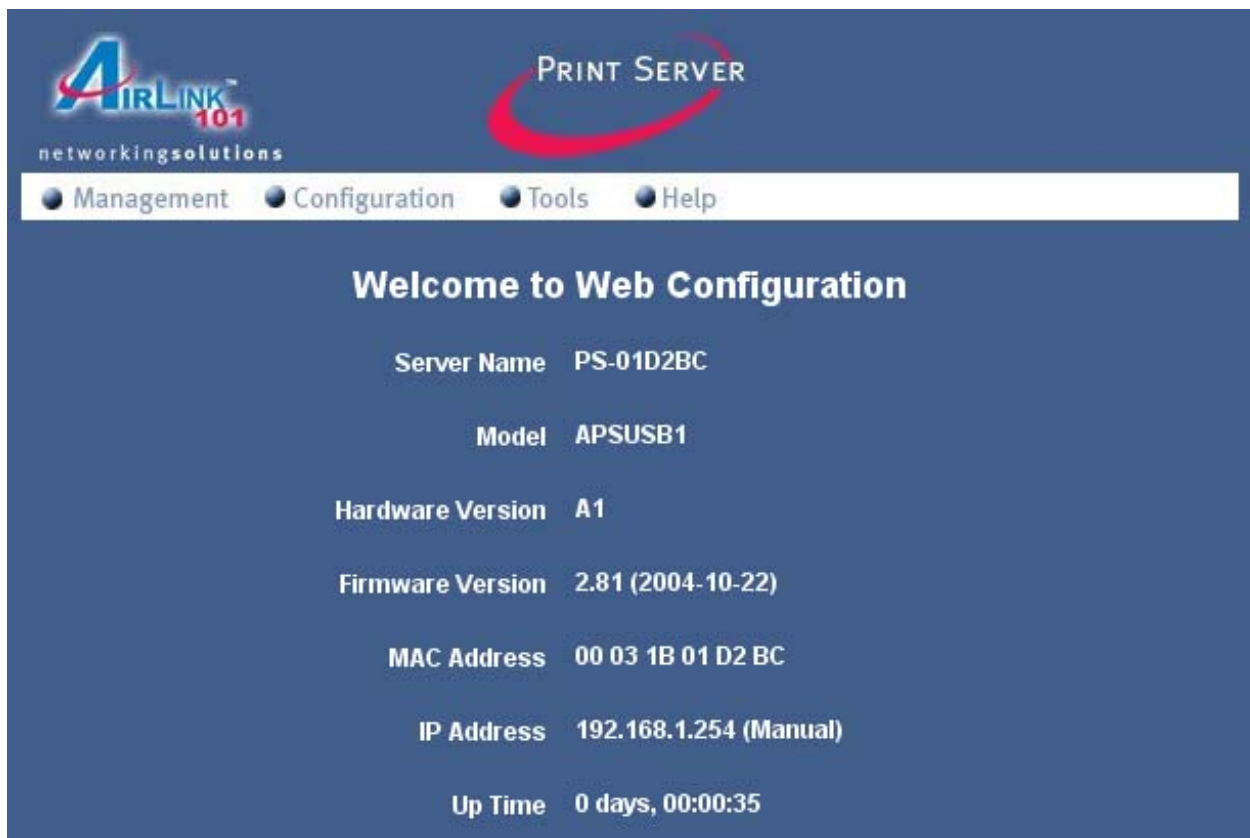 AIRLINK™
101
networkingsolutions
PRINT SERVER
Management Configuration Tools Help
Welcome to Web Configuration
Server Name PS-01D2BC
Model APSUSB1
Hardware Version A1
Firmware Version 2.81 (2004-10-22)
MAC Address 00 03 1B 01 D2 BC
IP Address 192.168.1.254 (Manual)
Up Time 0 days, 00:00:35